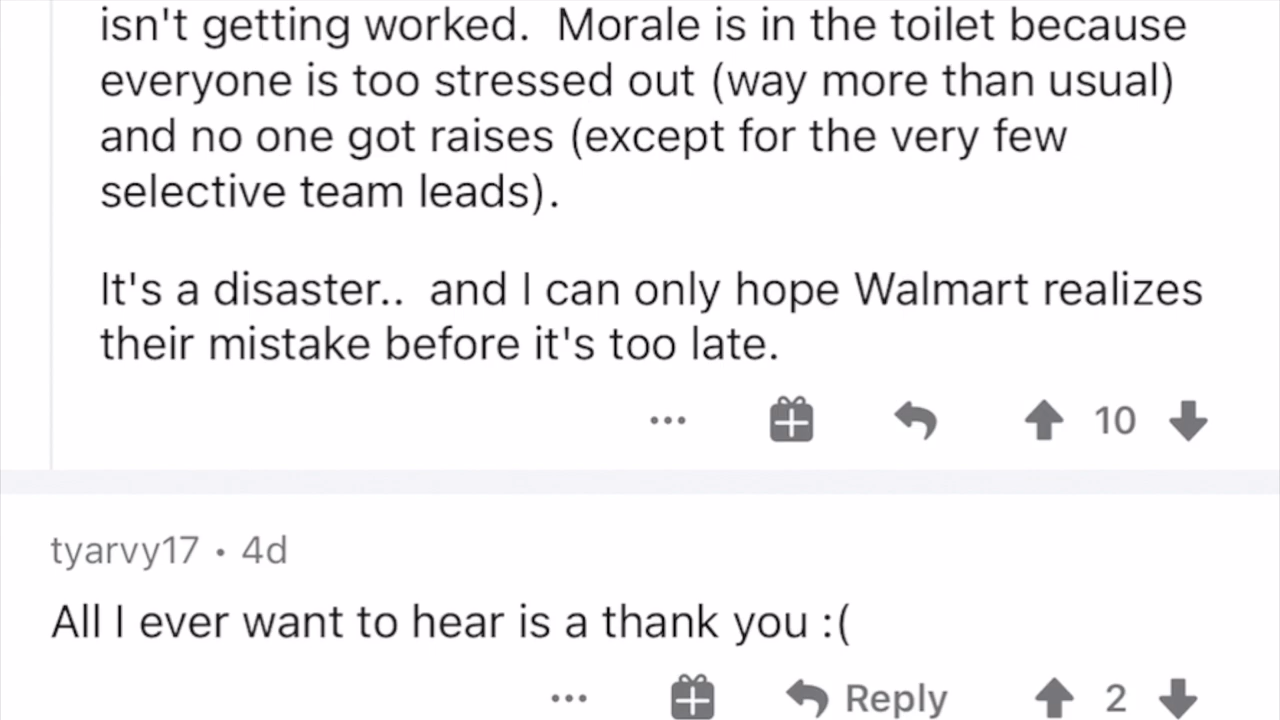 isn't getting worked.  Morale is in the toilet because
everyone is too stressed out (way more than usual)
and no one got raises (except for the very few
selective team leads).
It's a disaster..  and I can only hope Walmart realizes
their mistake before it's too late.
10
tyarvy17 • 4d
All I ever want to hear is a thank you :(
Reply 2